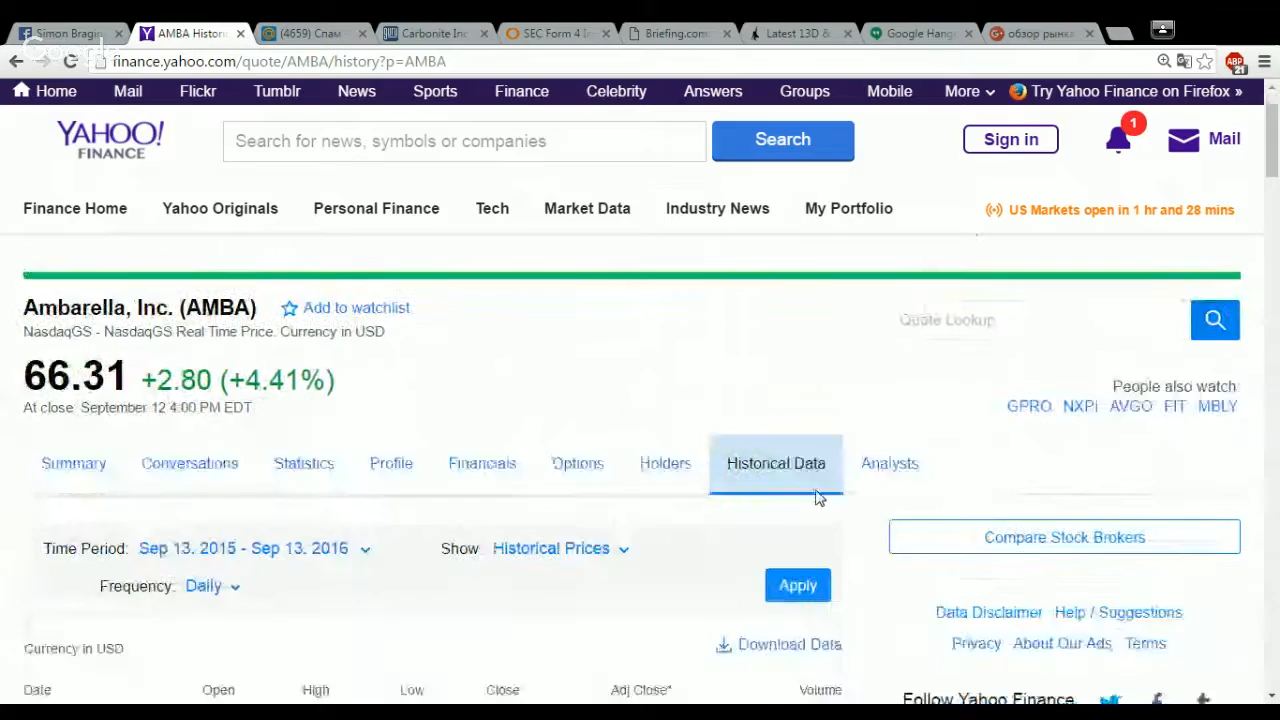 Simon Bragin
AMBA Histori
(4659) Спам
Carbonite Inc
SEC Form 4 I
Briefing.com:
Latest 13D &
Google Hang
обзор рынка
finance.yahoo.com/quote/AMBA/history?p=AMBA
ABP
21
Home Mail Flickr Tumblr News Sports Finance Celebrity Answers Groups Mobile More Try Yahoo Finance on Firefox »
YAHOO!
FINANCE
Search for news, symbols or companies
Search
Sign in
1
Mail
Finance Home Yahoo Originals Personal Finance Tech Market Data Industry News My Portfolio
US Markets open in 1 hr and 28 mins
Ambarella, Inc. (AMBA) Add to watchlist
NasdaqGS - NasdaqGS Real Time Price. Currency in USD
Quote Lookup
66.31 +2.80 (+4.41%)
At close September 12 4:00 PM EDT
People also watch
GPRO NXPI AVGO FIT MBLY
Summary Conversations Statistics Profile Financials Options Holders Historical Data Analysts
Time Period: Sep 13, 2015 - Sep 13, 2016 Show Historical Prices
Frequency: Daily
Apply
Compare Stock Brokers
Data Disclaimer Help / Suggestions
Privacy About Our Ads Terms
Currency in USD
Download Data
Date Open High Low Close Adj Close* Volume
Follow Yahoo Finance